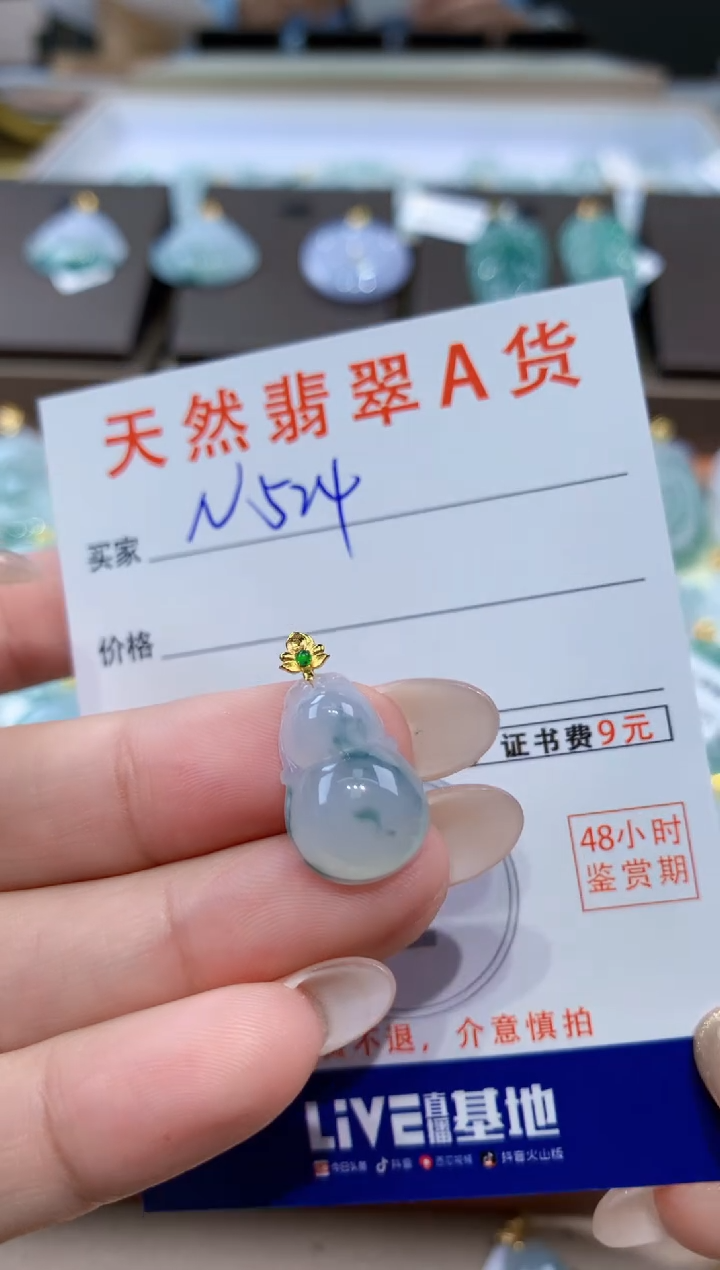 天然翡翠A货
买家 N524
价格
证书费9元
48小时
鉴赏期
不退，介意慎拍
LiVE直播基地
今日头条 抖音 西瓜视频 抖音火山版